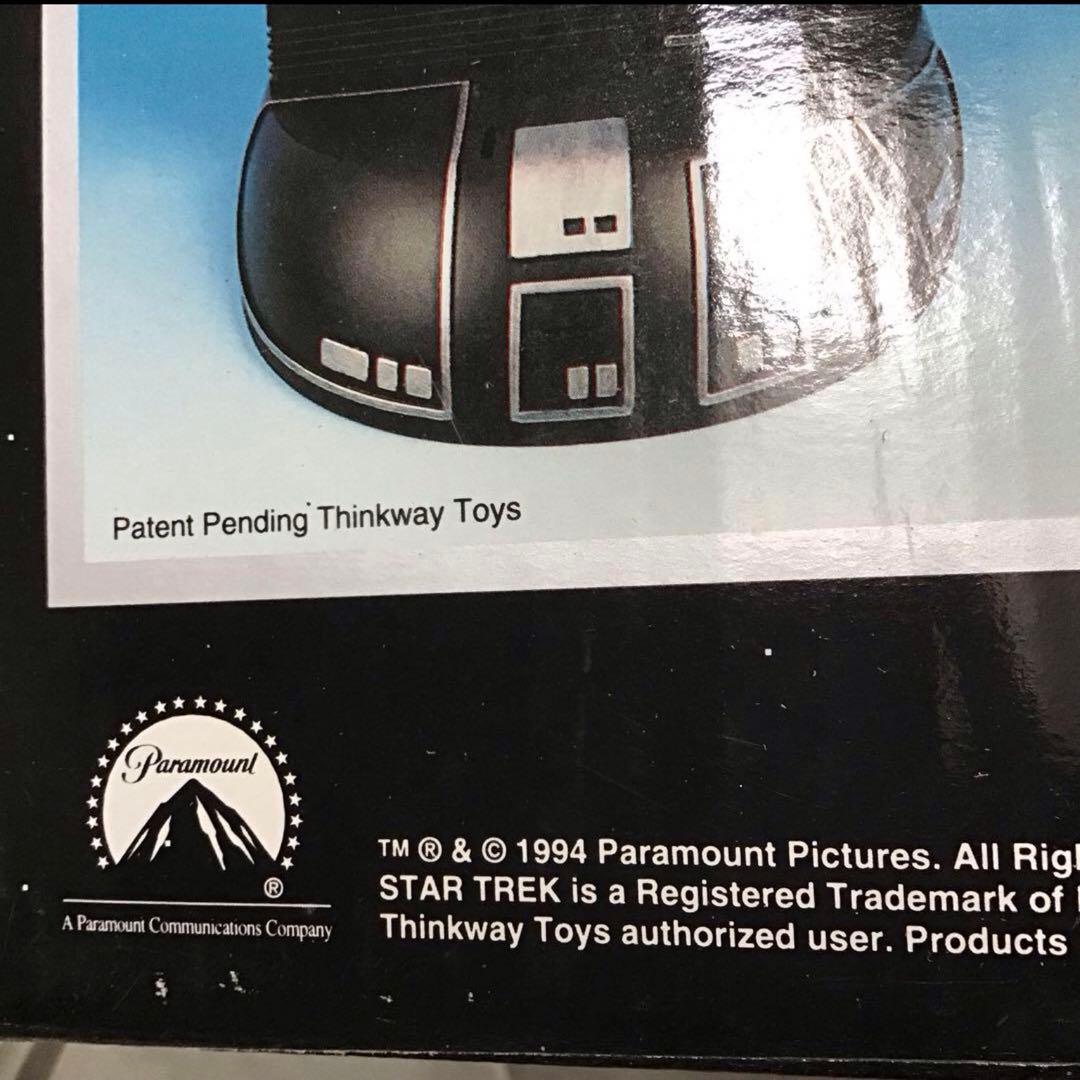 Patent Pending Thinkway Toys
Paramount
®
A Paramount Communications Company
TM ® & © 1994 Paramount Pictures. All Rig
STAR TREK is a Registered Trademark of
Thinkway Toys authorized user. Products